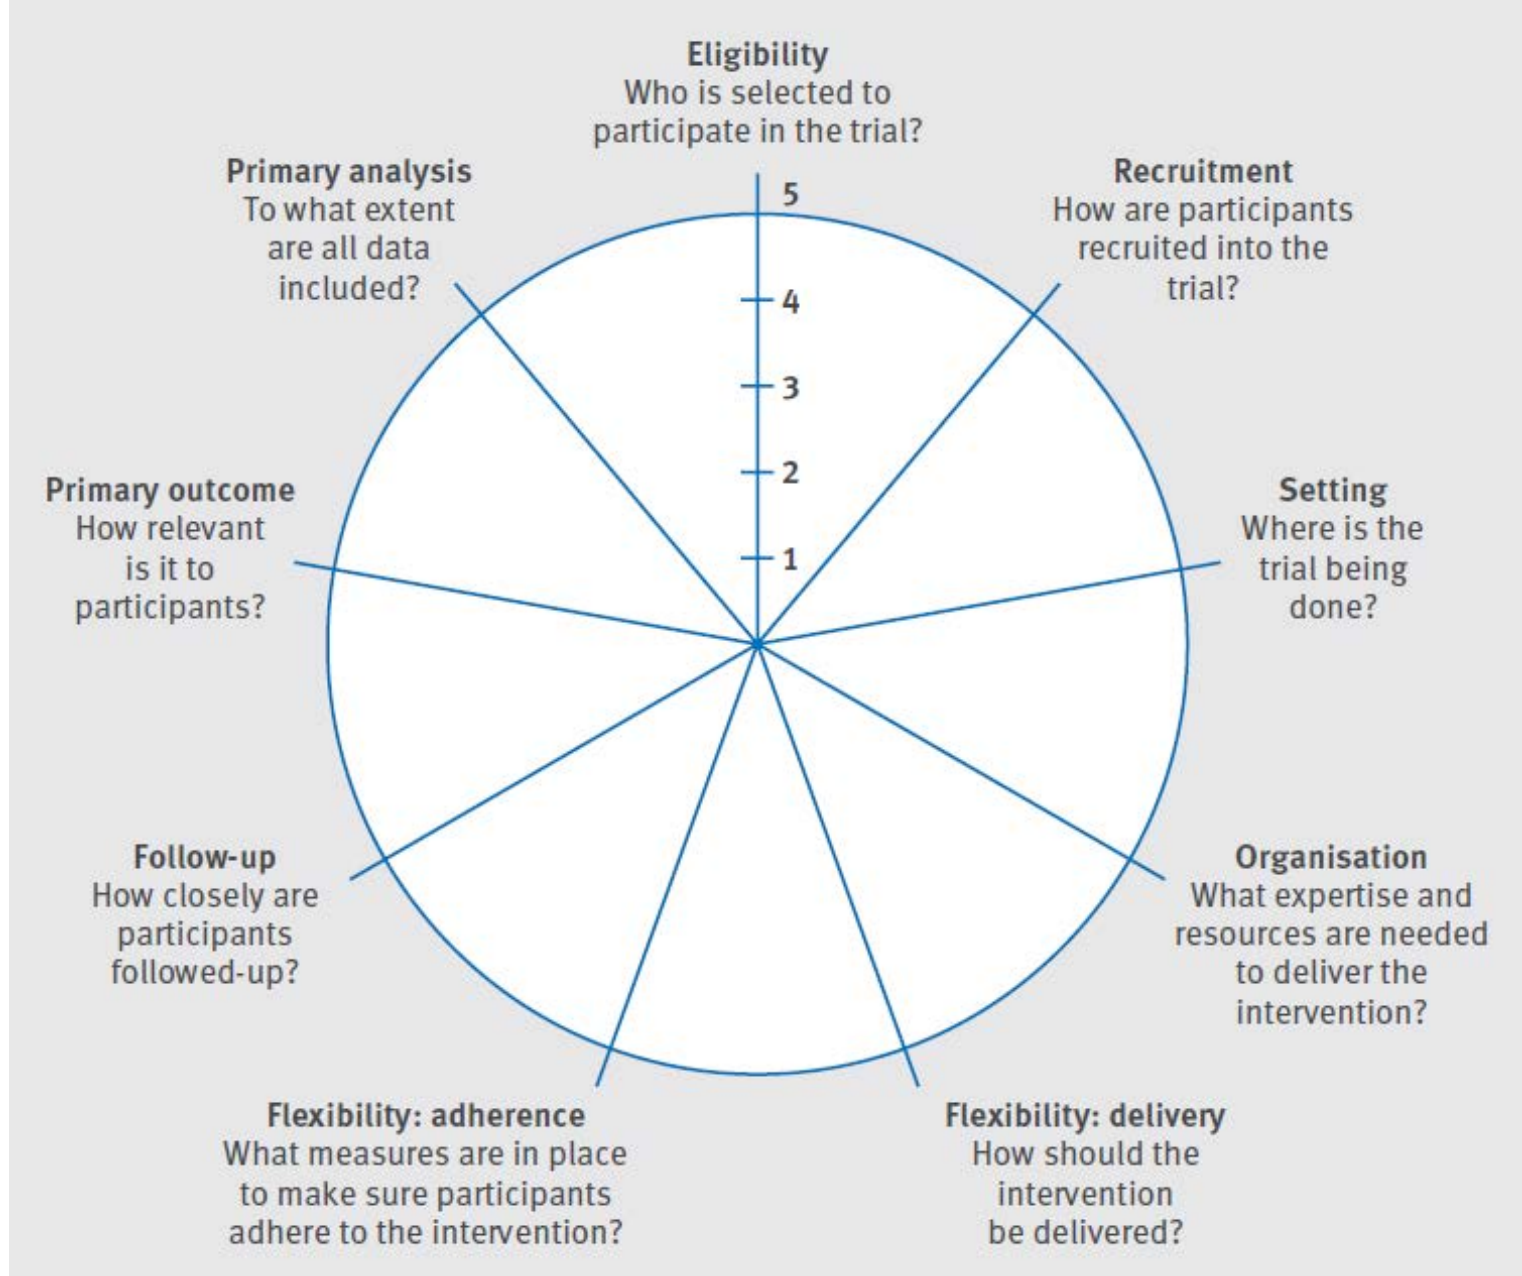 Eligibility
Who is selected to
participate in the trial?
Recruitment
How are participants
recruited into the
trial?
Setting
Where is the
trial being
done?
Organisation
What expertise and
resources are needed
to deliver the
intervention?
Flexibility: delivery
How should the
intervention
be delivered?
Flexibility: adherence
What measures are in place
to make sure participants
adhere to the intervention?
Follow-up
How closely are
participants
followed-up?
Primary outcome
How relevant
is it to
participants?
Primary analysis
To what extent
are all data
included?
5
4
3
2
1